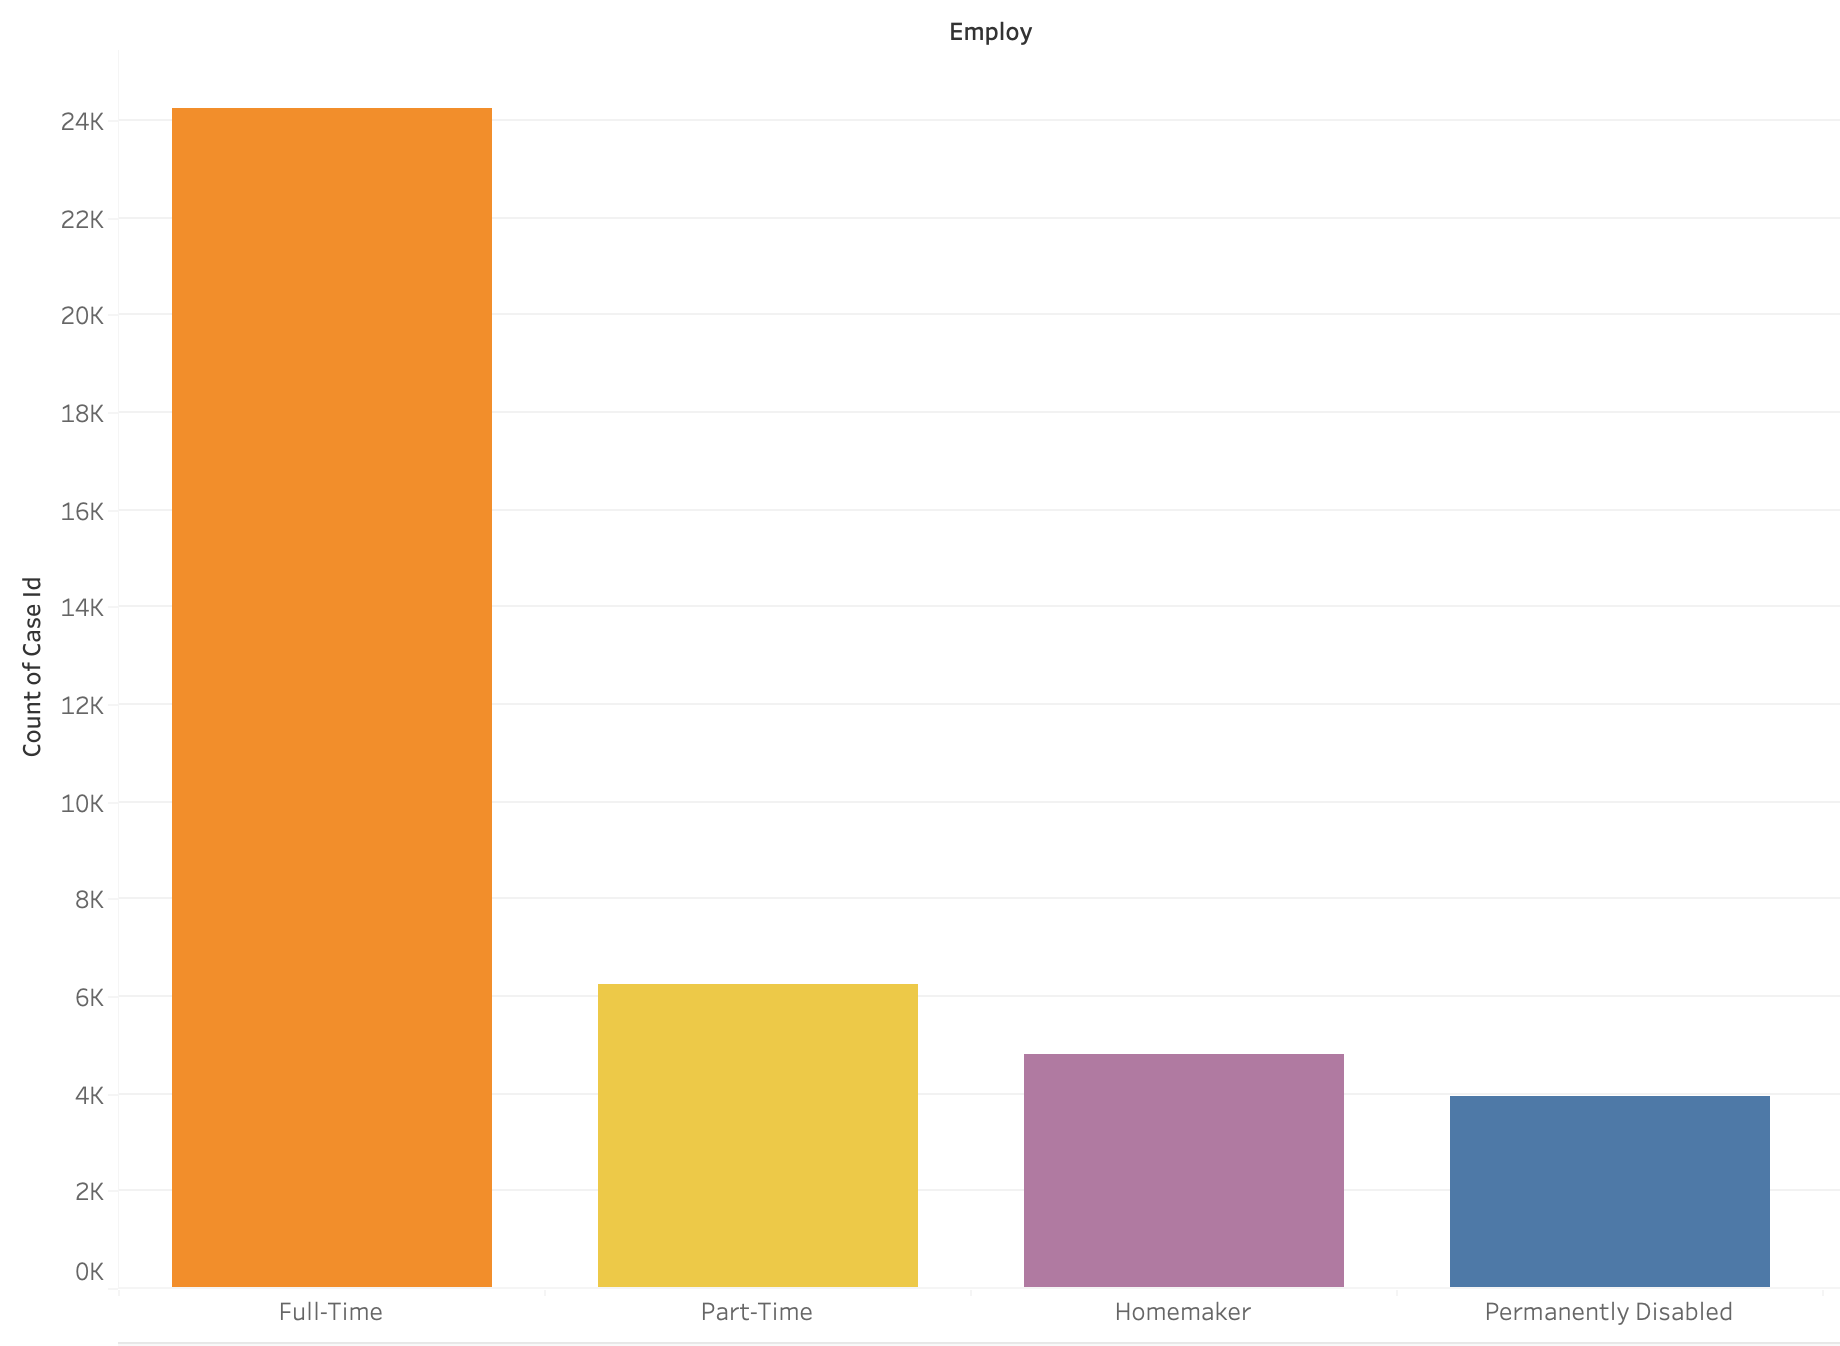 Employ
Count of Case Id
24K
22K
20K
18K
16K
14K
12K
10K
8K
6K
4K
2K
0K
Full-Time
Part-Time
Homemaker
Permanently Disabled